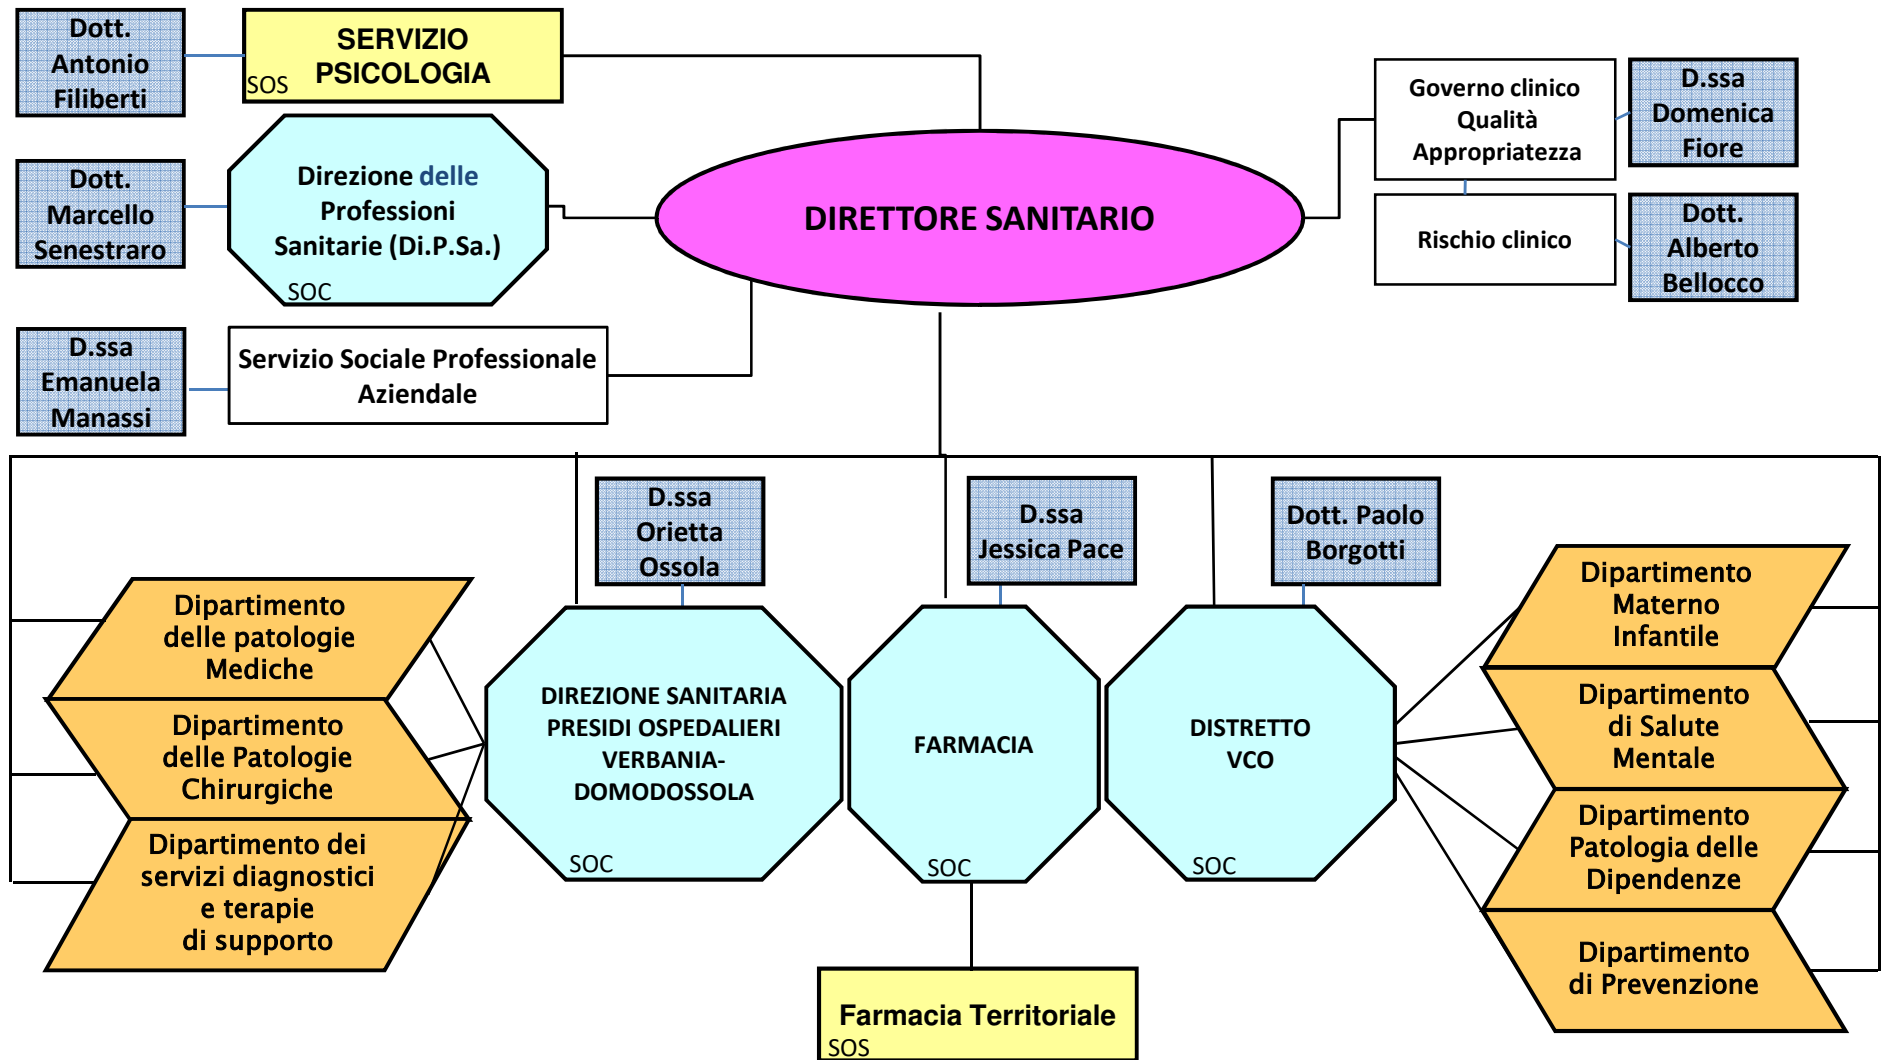 Dott.
Antonio
Filiberti
SERVIZIO
PSICOLOGIA
SOS
Governo clinico
Qualità
Appropriatezza
D.ssa
Domenica
Fiore
Dott.
Marcello
Senestraro
Direzione delle
Professioni
Sanitarie (Di.P.Sa.)
SOC
DIRETTORE SANITARIO
Rischio clinico
Dott.
Alberto
Bellocco
D.ssa
Emanuela
Manassi
Servizio Sociale Professionale
Aziendale
D.ssa
Orietta
Ossola
D.ssa
Jessica Pace
Dott. Paolo
Borgotti
Dipartimento
delle patologie
Mediche
Dipartimento
delle Patologie
Chirurgiche
Dipartimento dei
servizi diagnostici
e terapie
di supporto
DIREZIONE SANITARIA
PRESIDI OSPEDALIERI
VERBANIA-
DOMODOSSOLA
SOC
FARMACIA
SOC
DISTRETTO
VCO
SOC
Dipartimento
Materno
Infantile
Dipartimento
di Salute
Mentale
Dipartimento
Patologia delle
Dipendenze
Dipartimento
di Prevenzione
Farmacia Territoriale
SOS